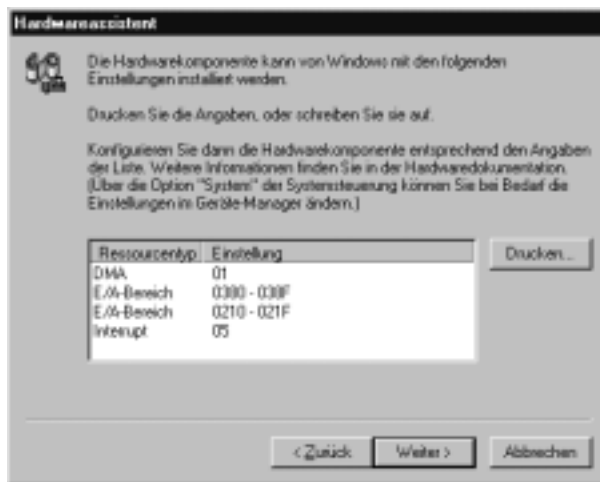 Hardwareassistent
Die Hardwarekomponente kann von Windows mit den folgenden
Einstellungen installiert werden.
Drucken Sie die Angaben, oder schreiben Sie sie auf.
Konfigurieren Sie dann die Hardwarekomponente entsprechend den Angaben
der Liste. Weitere Informationen finden Sie in der Hardwaredokumentation.
(Über die Option "System" der Systemsteuerung können Sie bei Bedarf die
Einstellungen im Geräte-Manager ändern.)
Ressourcentyp Einstellung
Drucken...
DMA 01
E/A-Bereich 0380 - 038F
E/A-Bereich 0210 - 021F
Interrupt 05
< Zurück Weiter > Abbrechen